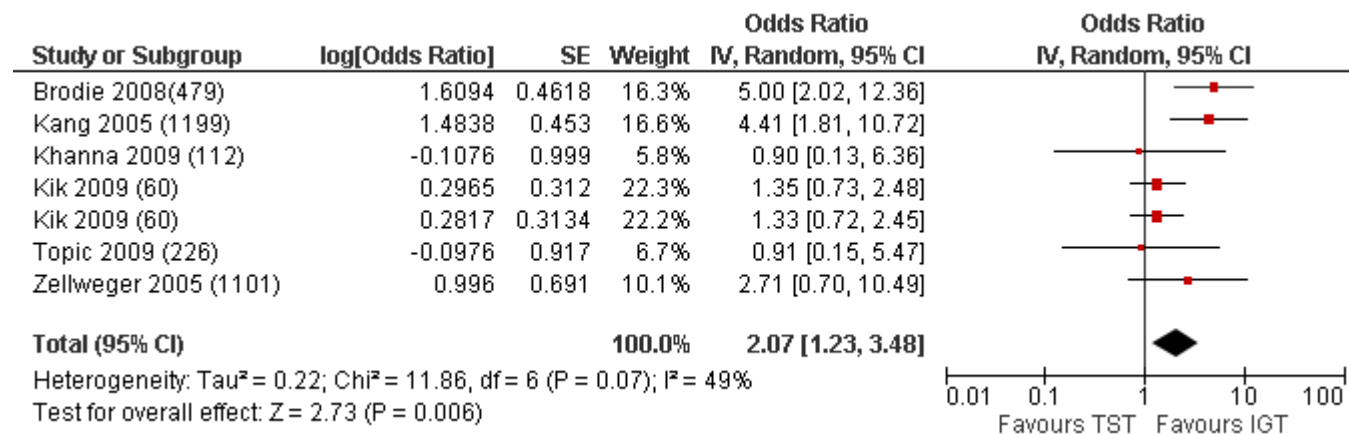 Odds Ratio Odds Ratio
Study or Subgroup log[Odds Ratio] SE Weight IV, Random, 95% CI IV, Random, 95% CI
Brodie 2008(479) 1.6094 0.4618 16.3% 5.00 [2.02, 12.36]
Kang 2005 (1199) 1.4838 0.453 16.6% 4.41 [1.81, 10.72]
Khanna 2009 (112) -0.1076 0.999 5.8% 0.90 [0.13, 6.36]
Kik 2009 (60) 0.2965 0.312 22.3% 1.35 [0.73, 2.48]
Kik 2009 (60) 0.2817 0.3134 22.2% 1.33 [0.72, 2.45]
Topic 2009 (226) -0.0976 0.917 6.7% 0.91 [0.15, 5.47]
Zellweger 2005 (1101) 0.996 0.691 10.1% 2.71 [0.70, 10.49]
Total (95% CI) 100.0% 2.07 [1.23, 3.48]
Heterogeneity: Tau² = 0.22; Chi² = 11.86, df = 6 (P = 0.07); I² = 49%
Test for overall effect: Z = 2.73 (P = 0.006)
0.01 0.1 1 10 100
Favours TST Favours IGT